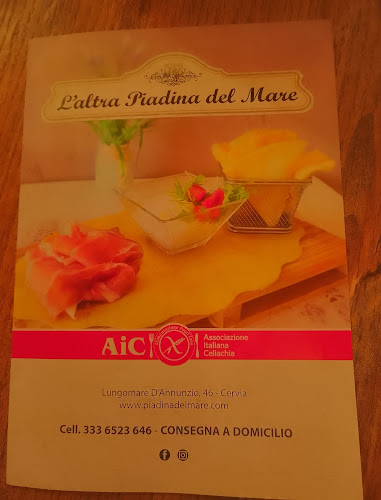 L'altra Piadina del Mare
AiC
Associazione
Italiana
Celiachia
Lungomare D'Annunzio, 46 - Cervia
www.piadinadelmare.com
Cell. 333 6523 646 - CONSEGNA A DOMICILIO